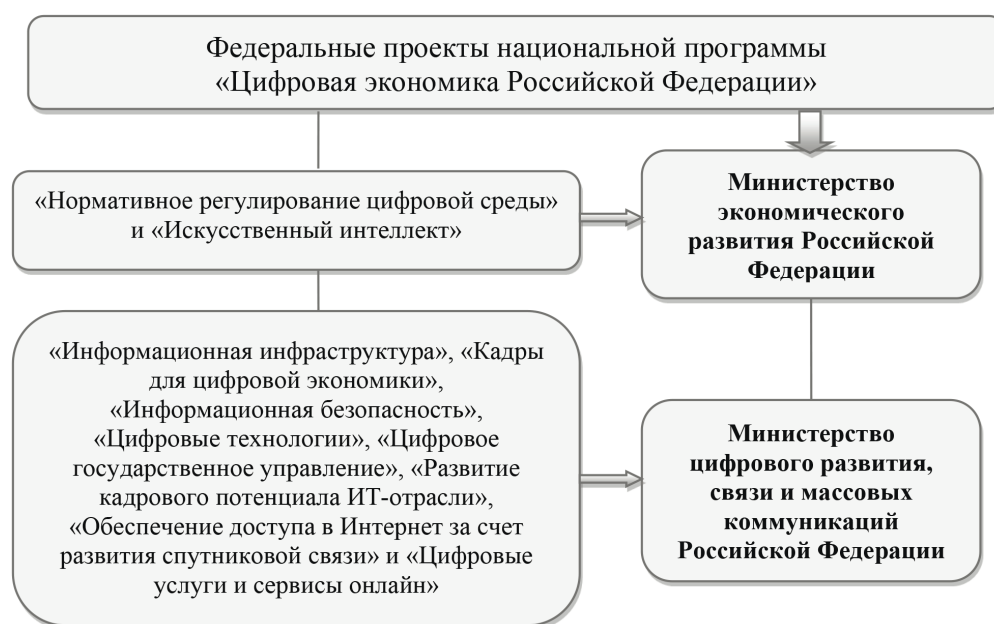 Федеральные проекты национальной программы
«Цифровая экономика Российской Федерации»
«Нормативное регулирование цифровой среды»
и «Искусственный интеллект»
Министерство
экономического
развития Российской
Федерации
«Информационная инфраструктура», «Кадры
для цифровой экономики»,
«Информационная безопасность»,
«Цифровые технологии», «Цифровое
государственное управление», «Развитие
кадрового потенциала ИТ-отрасли»,
«Обеспечение доступа в Интернет за счет
развития спутниковой связи» и «Цифровые
услуги и сервисы онлайн»
Министерство
цифрового развития,
связи и массовых
коммуникаций
Российской Федерации